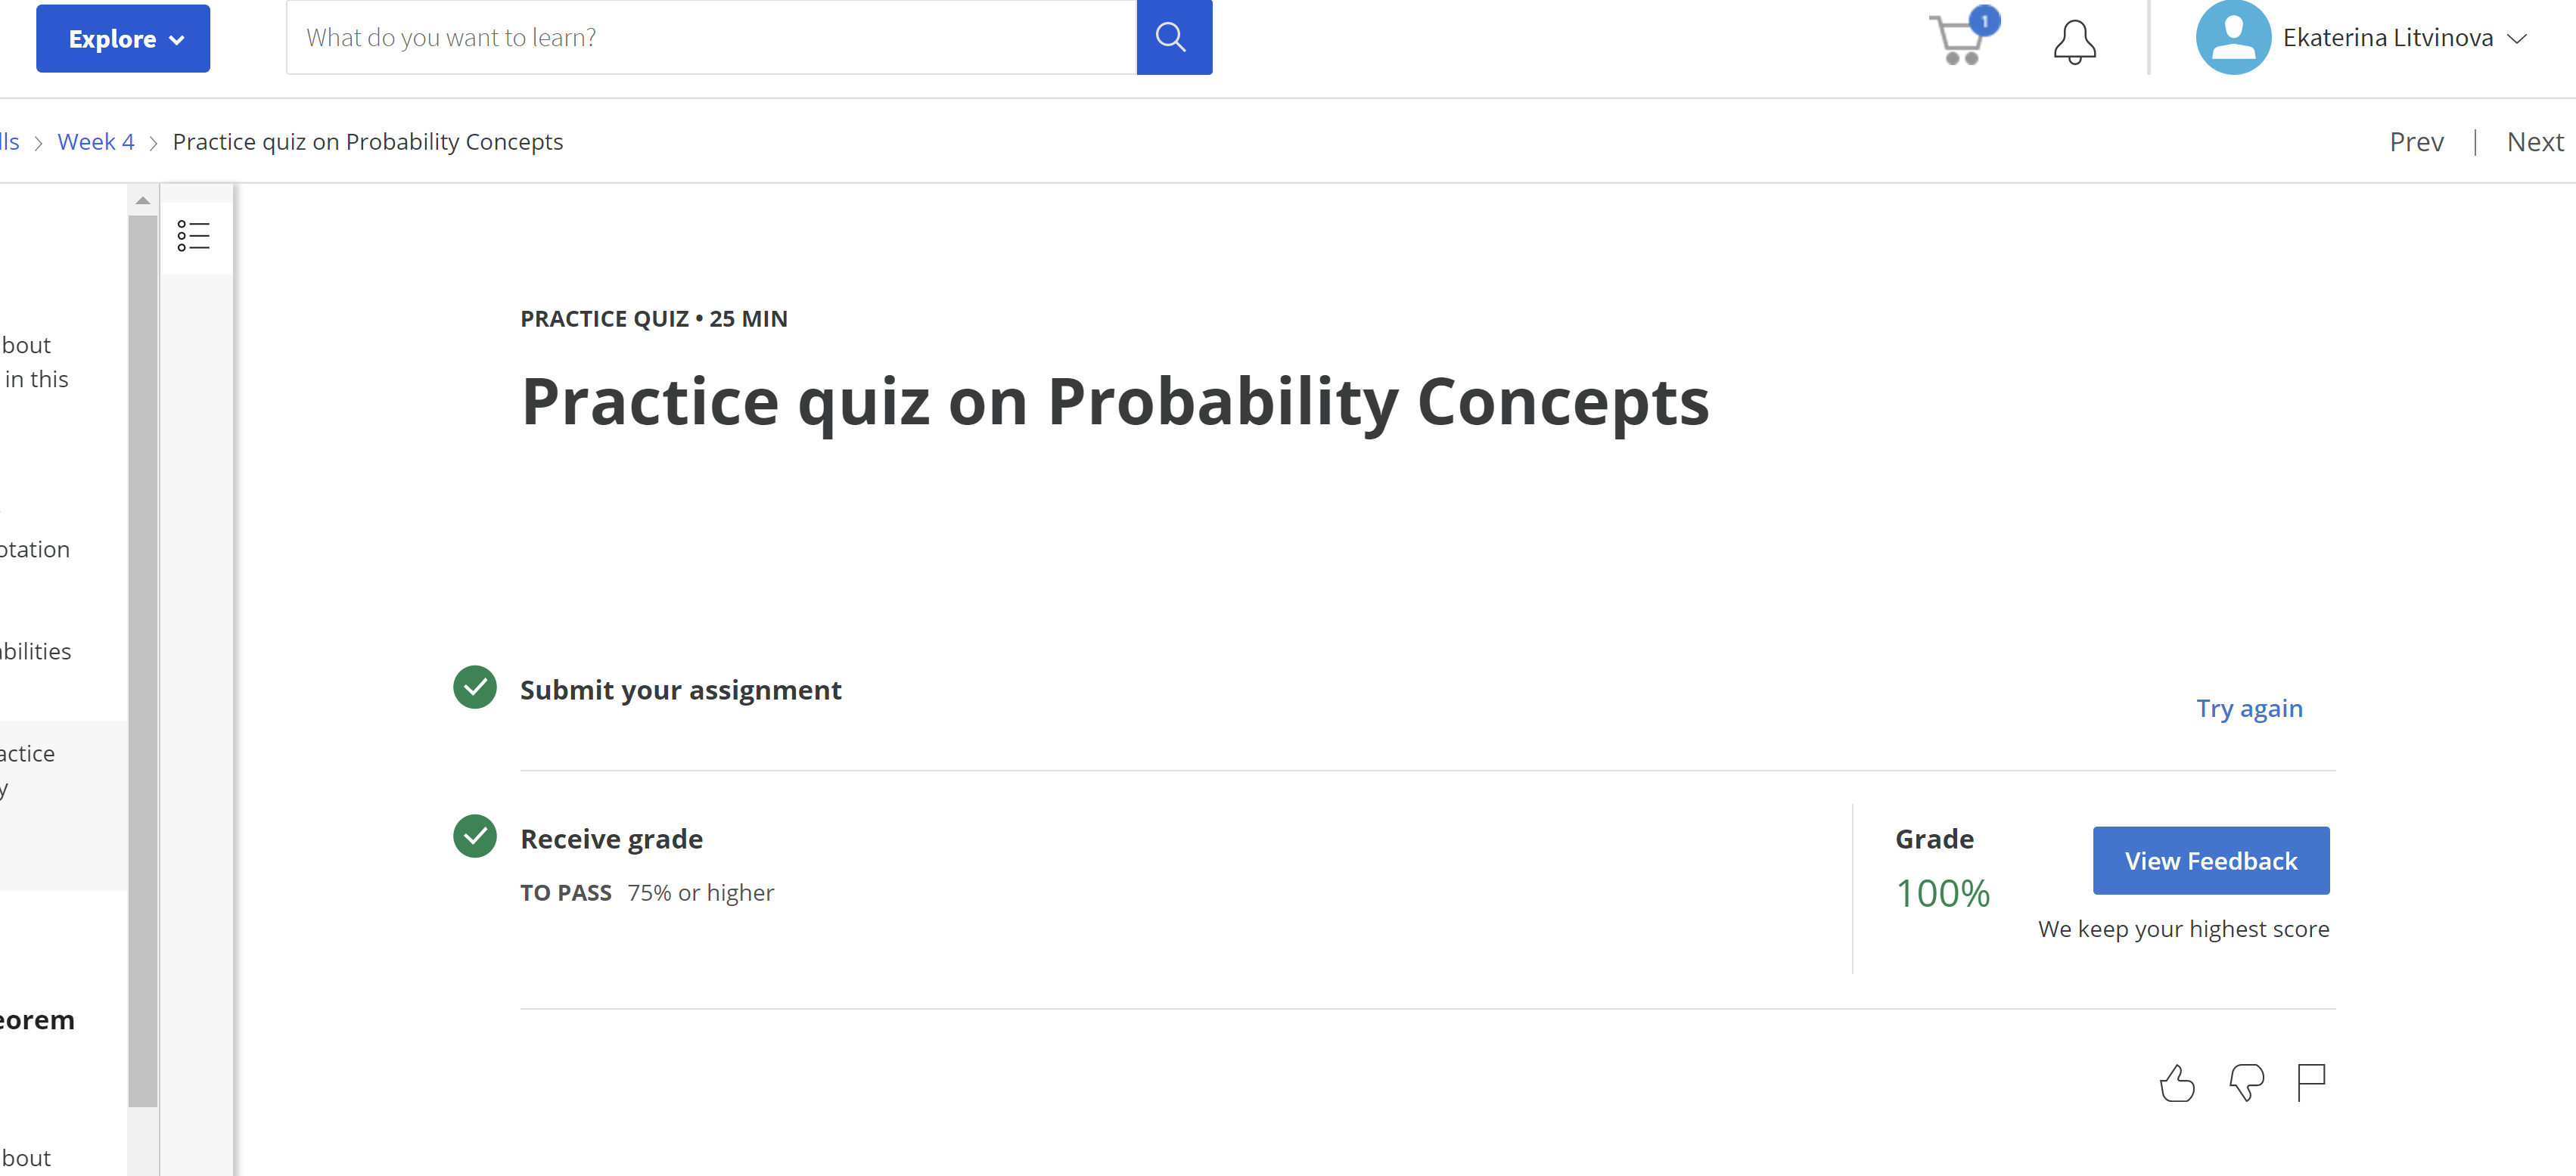 Explore
What do you want to learn?
1
Ekaterina Litvinova
lls > Week 4 > Practice quiz on Probability Concepts
Prev | Next
bout
in this
otation
abilities
actice
y
eorem
bout
PRACTICE QUIZ • 25 MIN
Practice quiz on Probability Concepts
Submit your assignment
Try again
Receive grade
TO PASS 75% or higher
Grade
100%
View Feedback
We keep your highest score